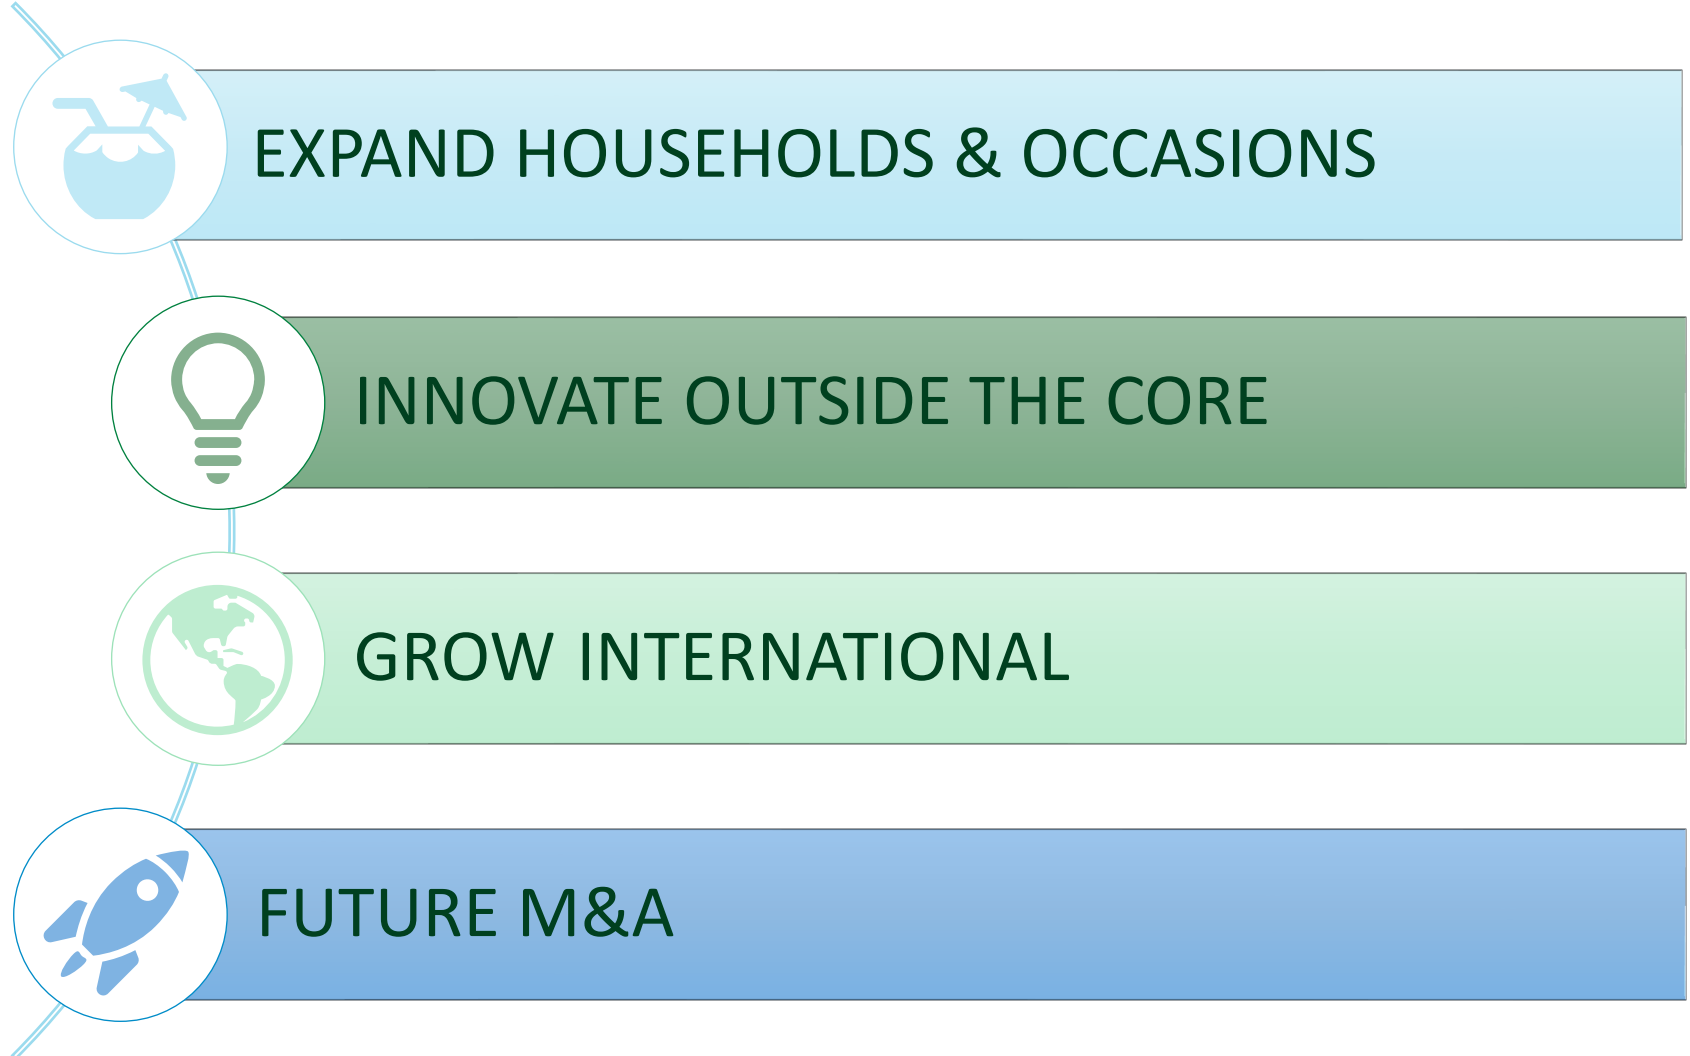 EXPAND HOUSEHOLDS & OCCASIONS
INNOVATE OUTSIDE THE CORE
GROW INTERNATIONAL
FUTURE M&A